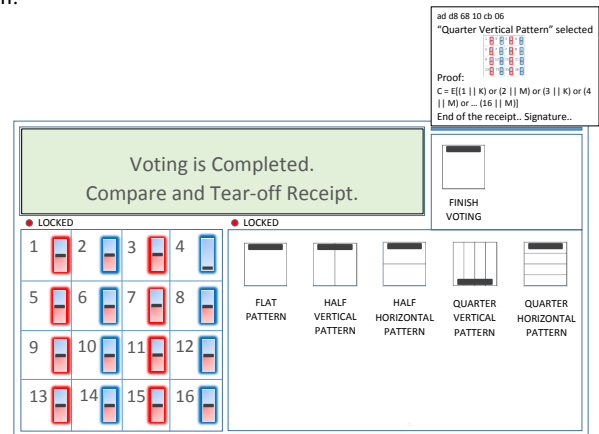 ad d8 68 10 cb 06
“Quarter Vertical Pattern” selected
Proof:
C = E[(1 || K) or (2 || M) or (3 || K) or (4
|| M) or ... (16 || M)]
End of the receipt.. Signature..
Voting is Completed.
Compare and Tear-off Receipt.
FINISH
VOTING
LOCKED
LOCKED
1 2 3 4
5 6 7 8
9 10 11 12
13 14 15 16
FLAT
PATTERN
HALF
VERTICAL
PATTERN
HALF
HORIZONTAL
PATTERN
QUARTER
VERTICAL
PATTERN
QUARTER
HORIZONTAL
PATTERN